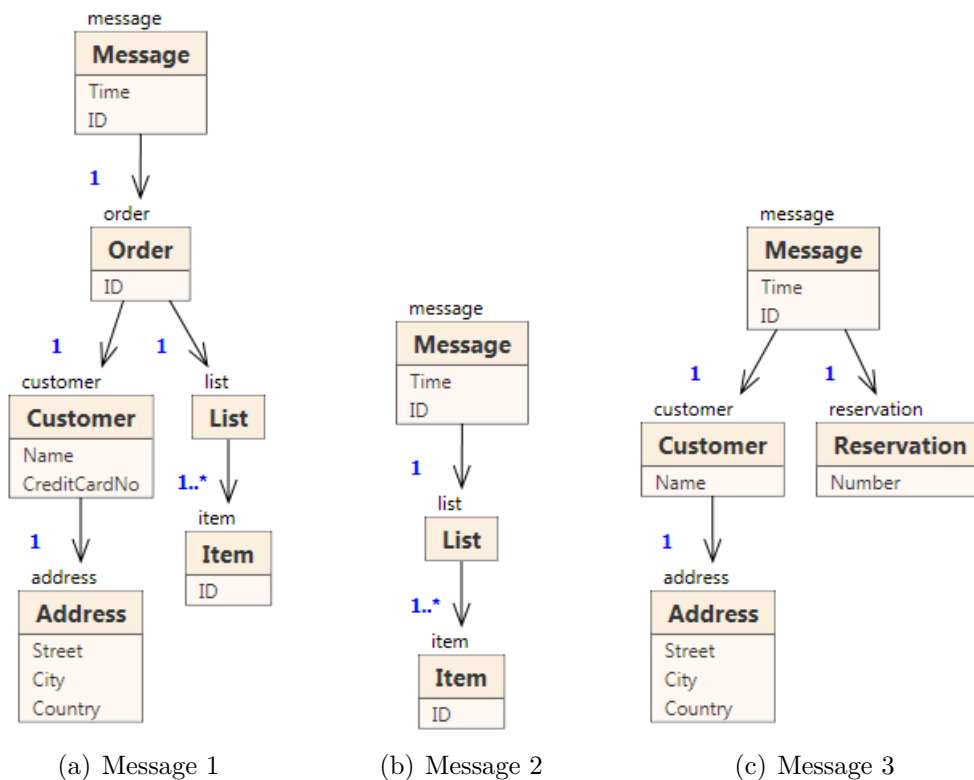 message
Message
Time
ID
1
order
Order
ID
1
1
customer
list
Customer
Name
CreditCardNo
List
1..*
item
Item
ID
1
address
Address
Street
City
Country
(a) Message 1
message
Message
Time
ID
1
list
List
1..*
item
Item
ID
(b) Message 2
message
Message
Time
ID
1
1
customer
reservation
Customer
Name
Reservation
Number
1
address
Address
Street
City
Country
(c) Message 3